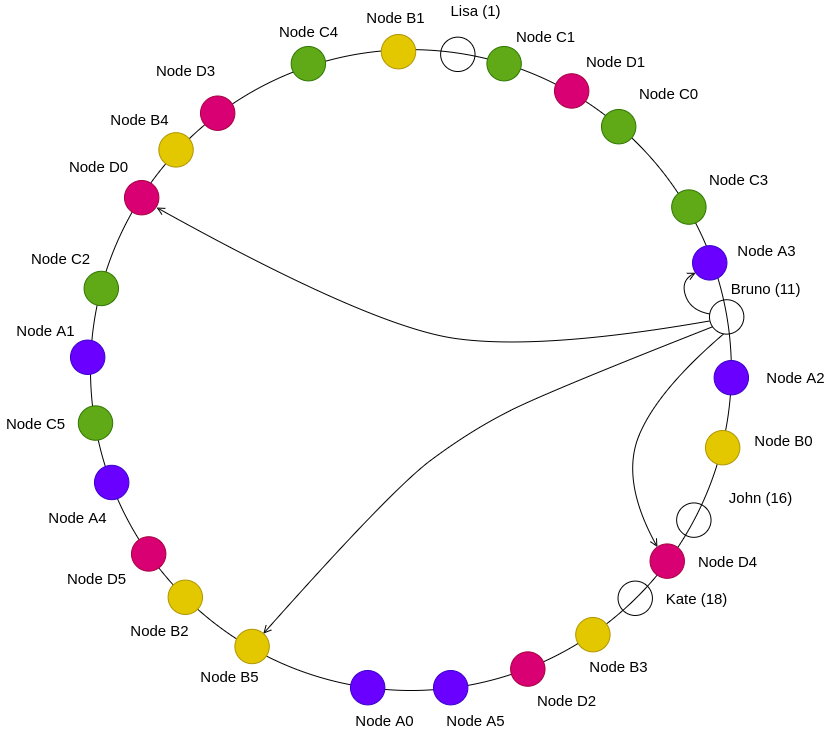 Lisa (1)
Node B1
Node C4
Node C1
Node D1
Node D3
Node C0
Node B4
Node D0
Node C3
Node A3
Node C2
Bruno (11)
Node A1
Node A2
Node C5
Node B0
John (16)
Node A4
Node D4
Node D5
Kate (18)
Node B2
Node B3
Node B5
Node D2
Node A0
Node A5